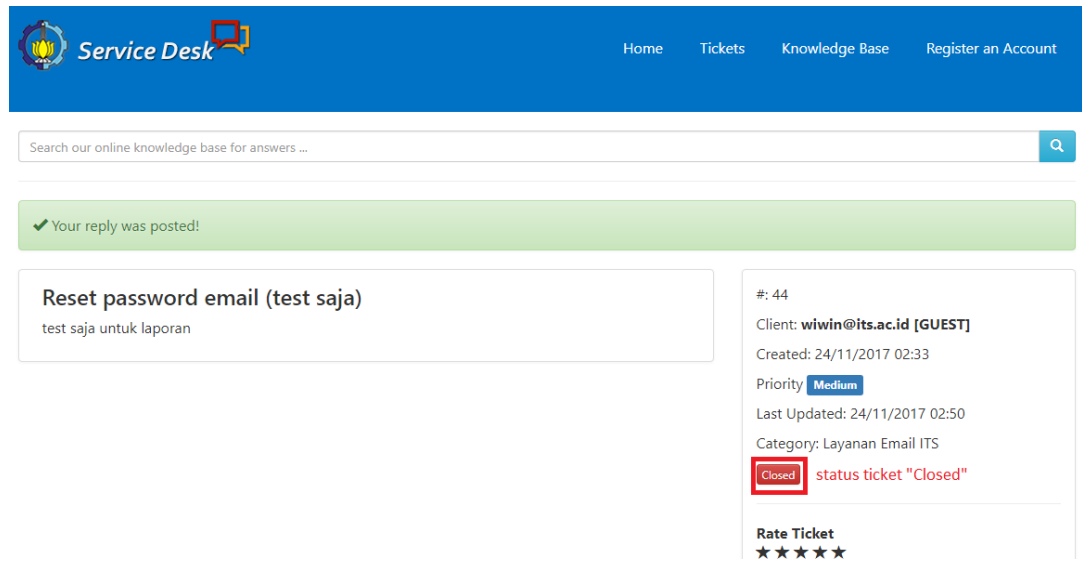 Service Desk
Home Tickets Knowledge Base Register an Account
Search our online knowledge base for answers ...
Your reply was posted!
Reset password email (test saja)
test saja untuk laporan
#: 44
Client: wiwin@its.ac.id [GUEST]
Created: 24/11/2017 02:33
Priority Medium
Last Updated: 24/11/2017 02:50
Category: Layanan Email ITS
Closed status ticket "Closed"
Rate Ticket